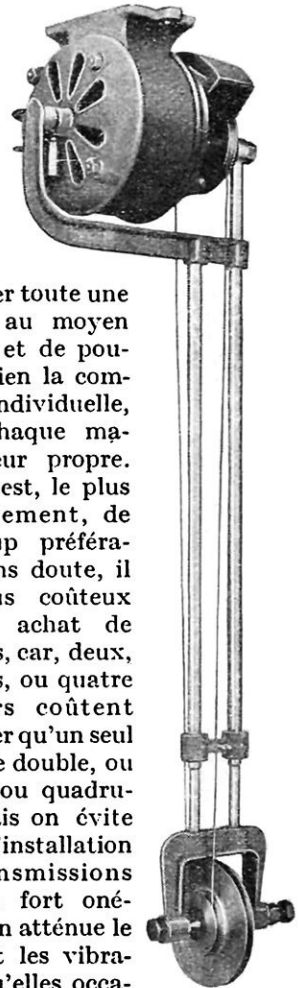 er toute une
au moyen
et de pou-
ien la com-
ndividuelle,
haque ma-
eur propre.
est, le plus
ement, de
up préféra-
ns doute, il
us coûteux
achat de
s, car, deux,
s, ou quatre
rs coûtent
er qu'un seul
e double, ou
ou quadru-
is on évite
'installation
nsmissions
fort oné-
n atténue le
t les vibra-
u'elles occa-